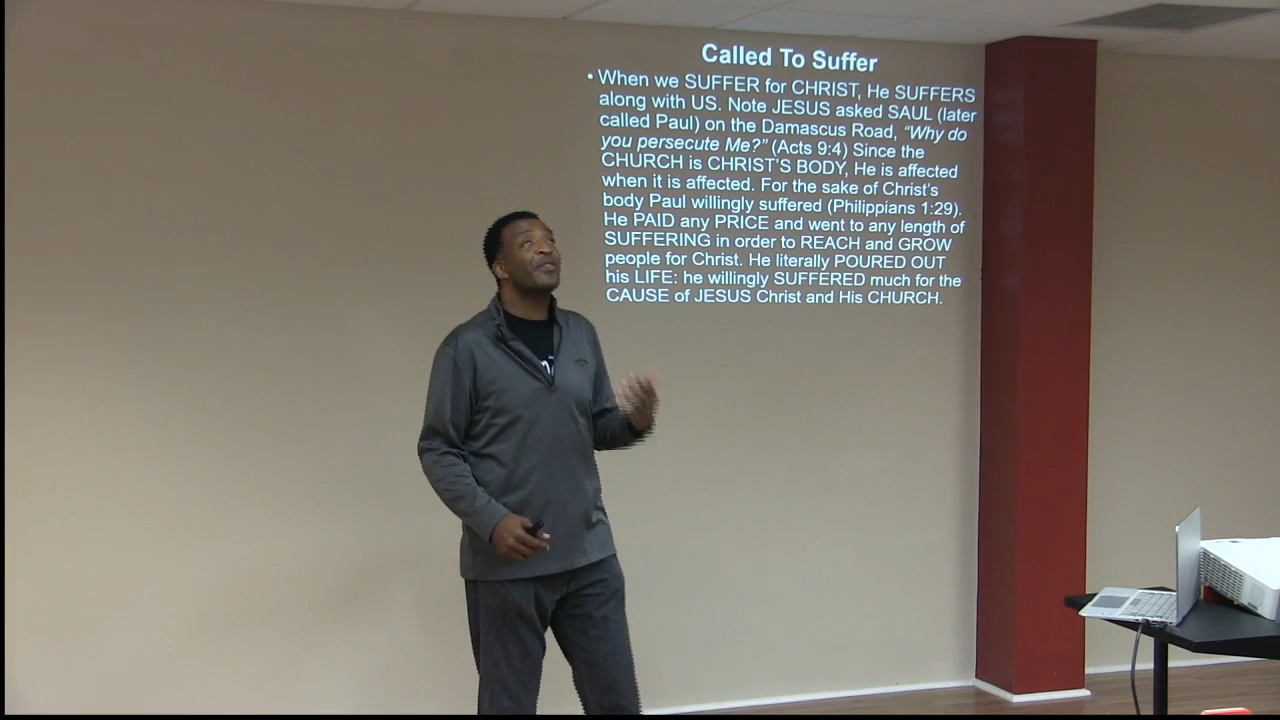 Called To Suffer
• When we SUFFER for CHRIST, He SUFFERS
along with US. Note JESUS asked SAUL (later
called Paul) on the Damascus Road, “Why do
you persecute Me?” (Acts 9:4) Since the
CHURCH is CHRIST’S BODY, He is affected
when it is affected. For the sake of Christ’s
body Paul willingly suffered (Philippians 1:29).
He PAID any PRICE and went to any length of
SUFFERING in order to REACH and GROW
people for Christ. He literally POURED OUT
his LIFE: he willingly SUFFERED much for the
CAUSE of JESUS Christ and His CHURCH.